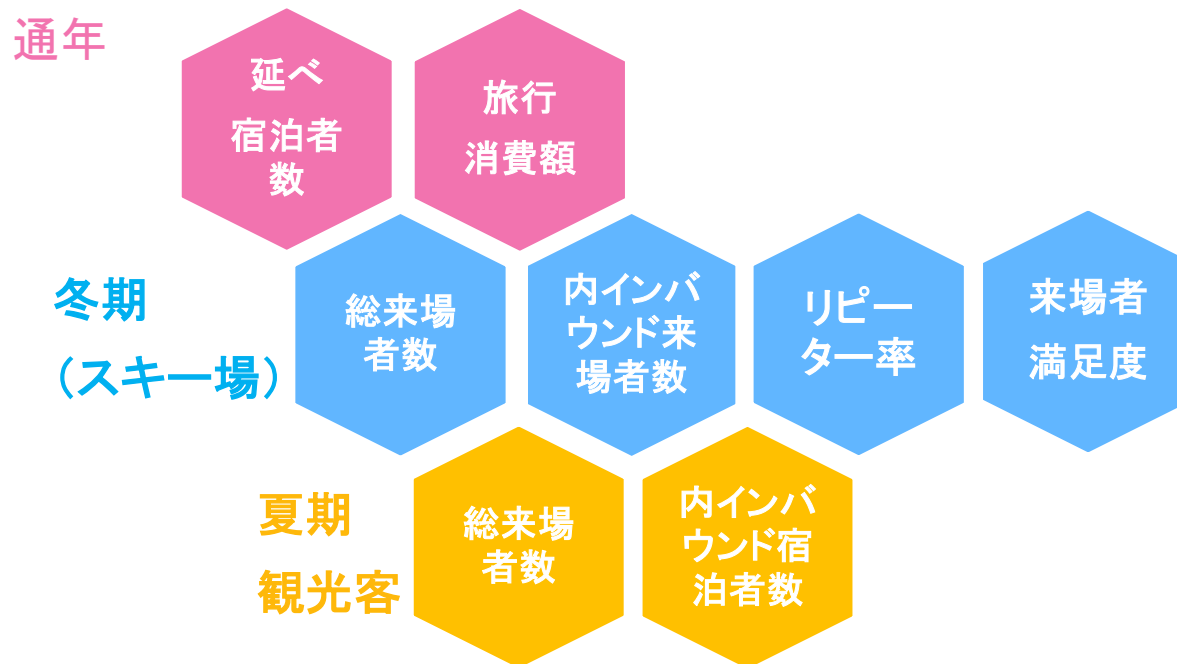 通年
延べ
宿泊者
数
旅行
消費額
冬期
（スキー場）
総来場
者数
内インバ
ウンド来
場者数
リピー
ター率
来場者
満足度
夏期
観光客
総来場
者数
内インバ
ウンド宿
泊者数